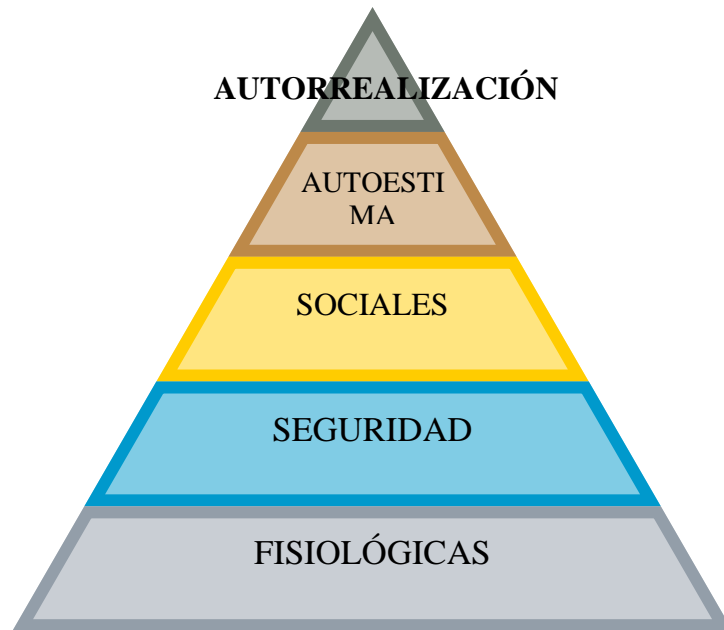 AUTORREALIZACIÓN
AUTOESTI
MA
SOCIALES
SEGURIDAD
FISIOLÓGICAS